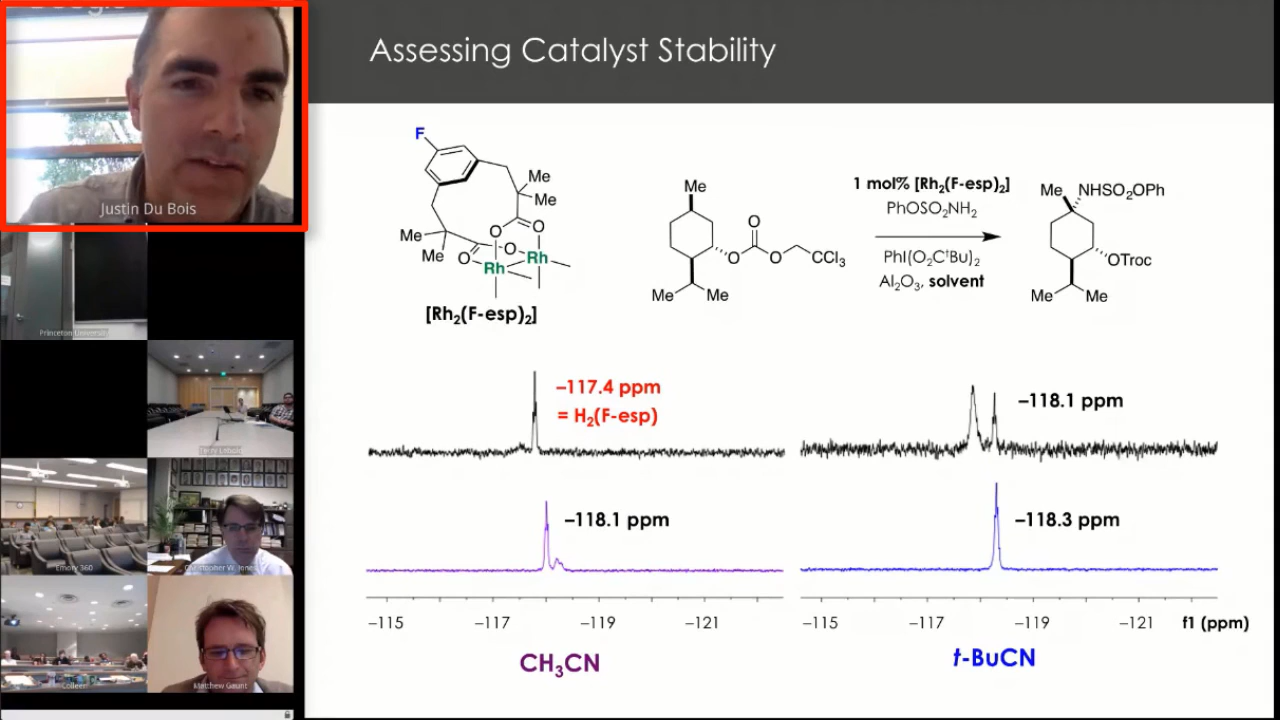 Assessing Catalyst Stability
Justin Du Bois
Princeton University
Emory 360
Christopher W. Jones
Colleen
Matthew Gaunt
F
Me
Me
Me
Me
O
O
O
O
Rh
Rh
[Rh₂(F-esp)₂]
Me
O
O
O
CCl₃
Me
Me
1 mol% [Rh₂(F-esp)₂]
PhOSO₂NH₂
PhI(O₂CᵗBu)₂
Al₂O₃, solvent
Me
NHSO₂OPh
OTroc
Me
Me
–117.4 ppm
= H₂(F-esp)
–118.1 ppm
–118.1 ppm
–118.3 ppm
–115
–117
–119
–121
–115
–117
–119
–121
f1 (ppm)
CH₃CN
t-BuCN